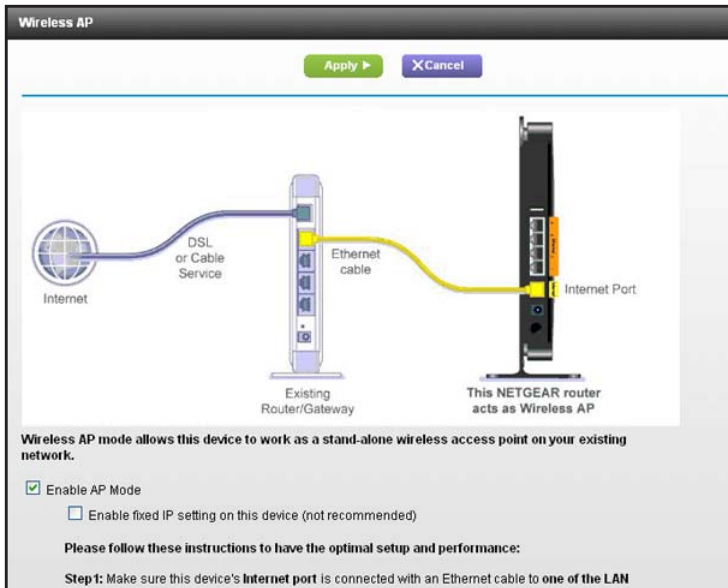 Wireless AP
Apply
Cancel
DSL
or Cable
Service
Ethernet
cable
Internet
Internet Port
Existing
Router/Gateway
This NETGEAR router
acts as Wireless AP
Wireless AP mode allows this device to work as a stand-alone wireless access point on your existing
network.
Enable AP Mode
Enable fixed IP setting on this device (not recommended)
Please follow these instructions to have the optimal setup and performance:
Step1: Make sure this device's Internet port is connected with an Ethernet cable to one of the LAN